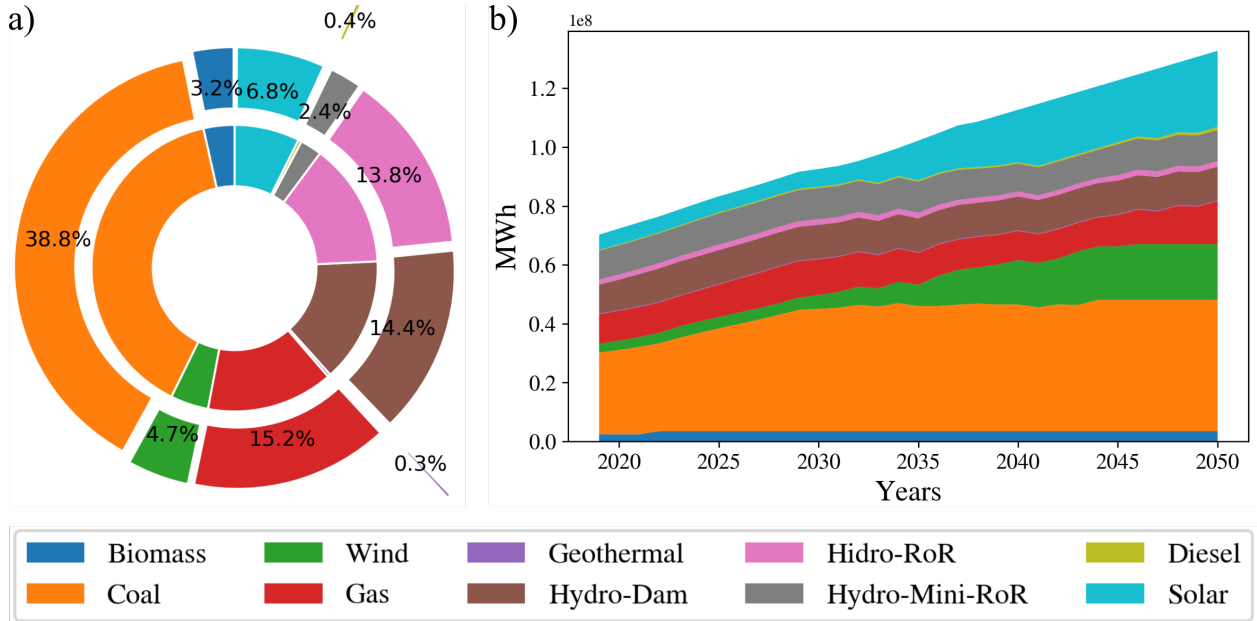 a)
0.4%
3.2%
6.8%
2.4%
13.8%
38.8%
14.4%
4.7%
15.2%
0.3%
b)
1e8
1.2
1.0
0.8
0.6
0.4
0.2
0.0
MWh
2020 2025 2030 2035 2040 2045 2050
Years
Biomass Wind Geothermal Hidro-RoR Diesel
Coal Gas Hydro-Dam Hydro-Mini-RoR Solar